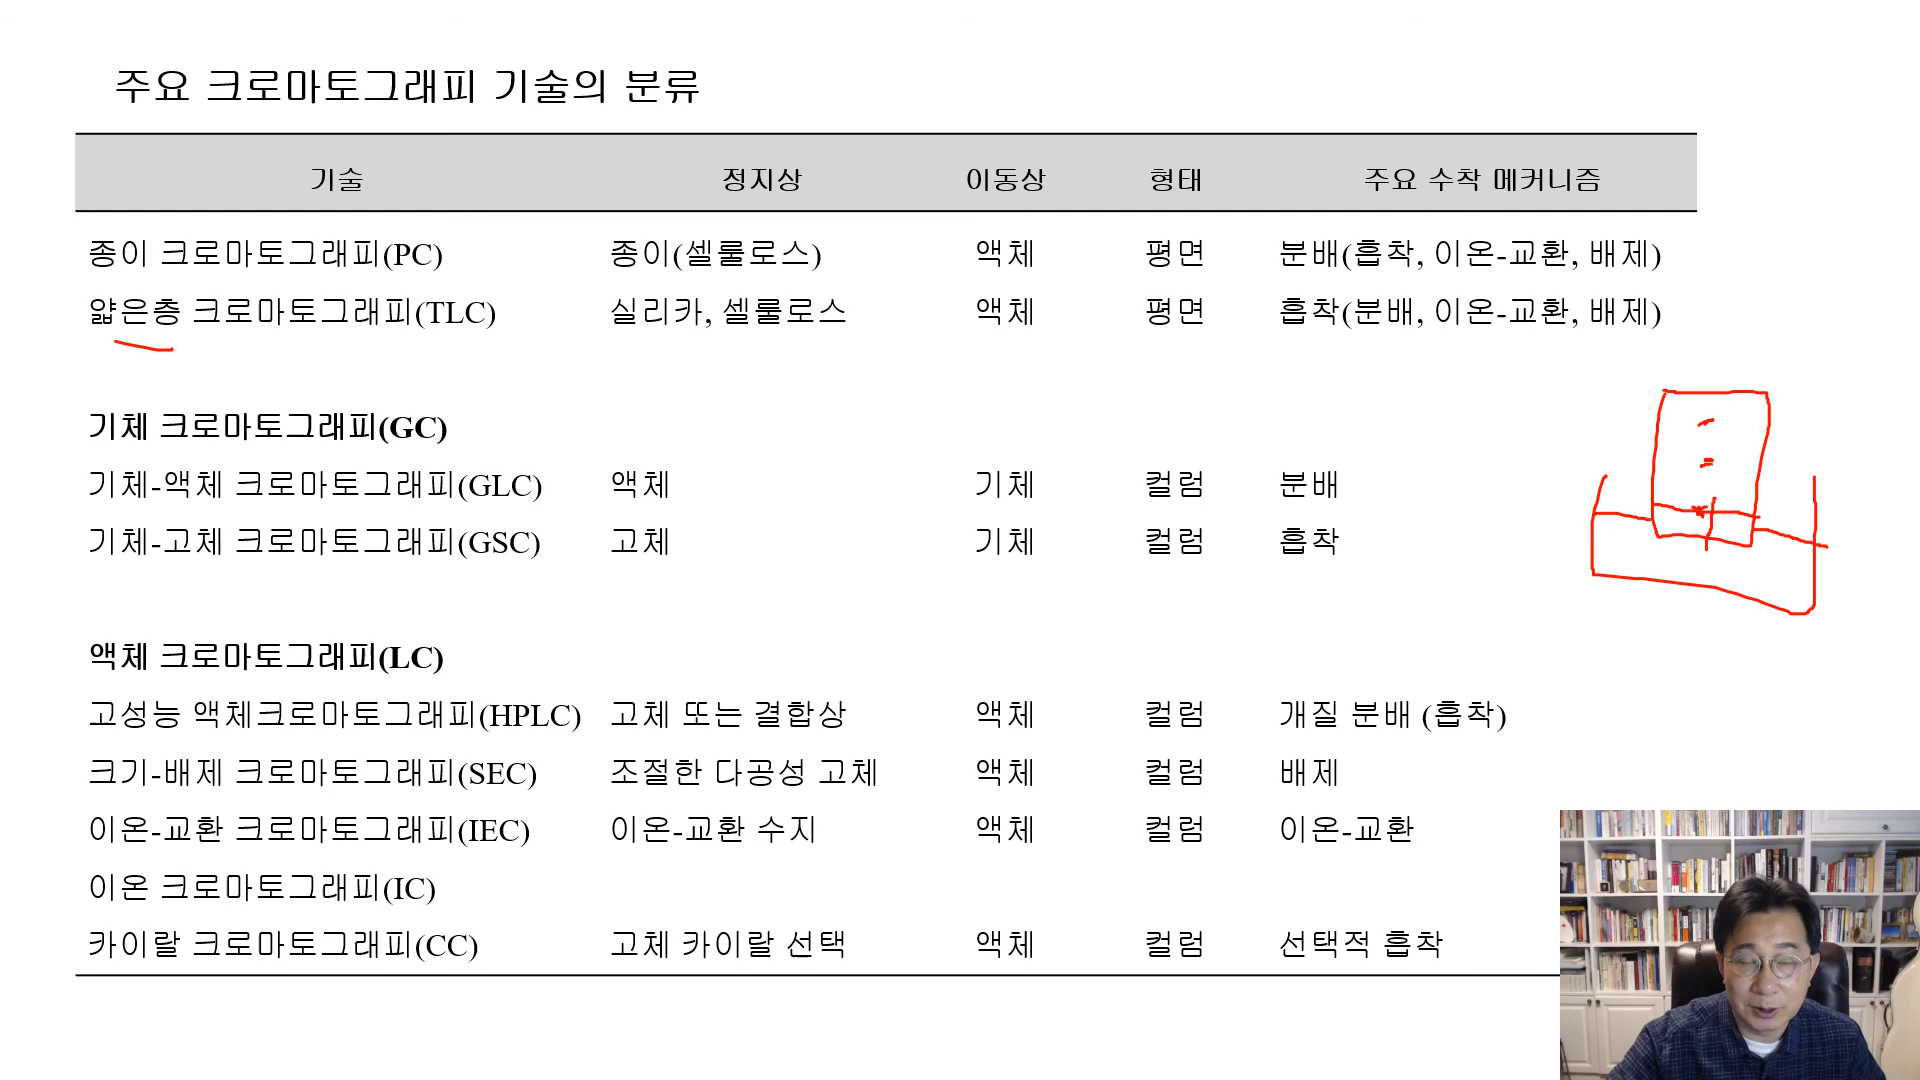 주요 크로마토그래피 기술의 분류
기술 정지상 이동상 형태 주요 수착 메커니즘
종이 크로마토그래피(PC) 종이(셀룰로스) 액체 평면 분배(흡착, 이온-교환, 배제)
얇은층 크로마토그래피(TLC) 실리카, 셀룰로스 액체 평면 흡착(분배, 이온-교환, 배제)
기체 크로마토그래피(GC)
기체-액체 크로마토그래피(GLC) 액체 기체 컬럼 분배
기체-고체 크로마토그래피(GSC) 고체 기체 컬럼 흡착
액체 크로마토그래피(LC)
고성능 액체크로마토그래피(HPLC) 고체 또는 결합상 액체 컬럼 개질 분배 (흡착)
크기-배제 크로마토그래피(SEC) 조절한 다공성 고체 액체 컬럼 배제
이온-교환 크로마토그래피(IEC) 이온-교환 수지 액체 컬럼 이온-교환
이온 크로마토그래피(IC)
카이랄 크로마토그래피(CC) 고체 카이랄 선택 액체 컬럼 선택적 흡착